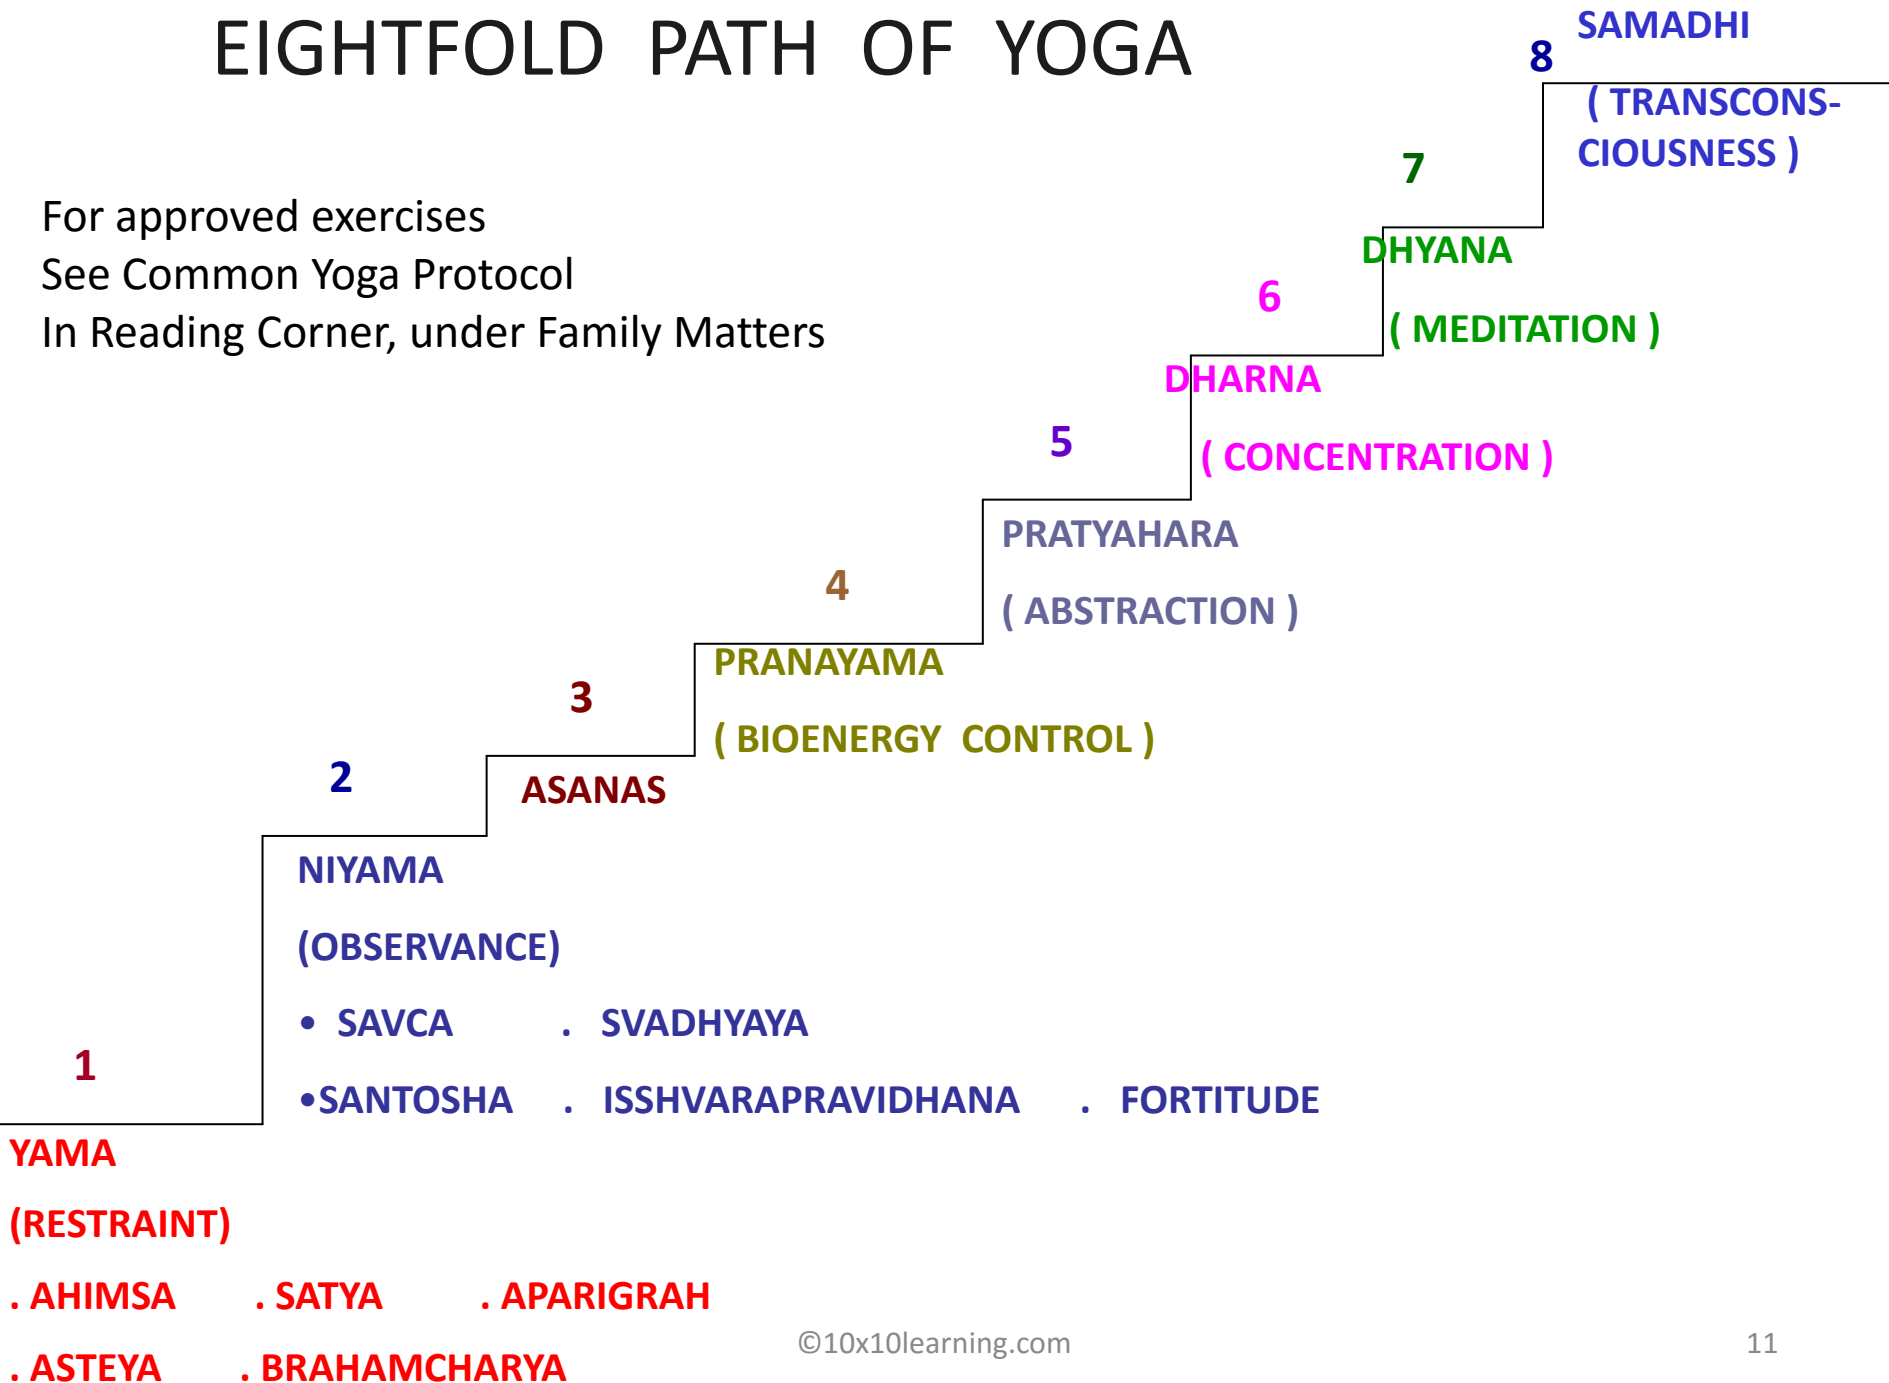 EIGHTFOLD PATH OF YOGA
For approved exercises
See Common Yoga Protocol
In Reading Corner, under Family Matters
8
SAMADHI
( TRANSCONS-
CIOUSNESS )
7
DHYANA
( MEDITATION )
6
DHARNA
( CONCENTRATION )
5
PRATYAHARA
( ABSTRACTION )
4
PRANAYAMA
( BIOENERGY CONTROL )
3
ASANAS
2
NIYAMA
(OBSERVANCE)
• SAVCA . SVADHYAYA
•SANTOSHA . ISSHVARAPRAVIDHANA . FORTITUDE
1
YAMA
(RESTRAINT)
. AHIMSA . SATYA . APARIGRAH
. ASTEYA . BRAHAMCHARYA
©10x10learning.com
11